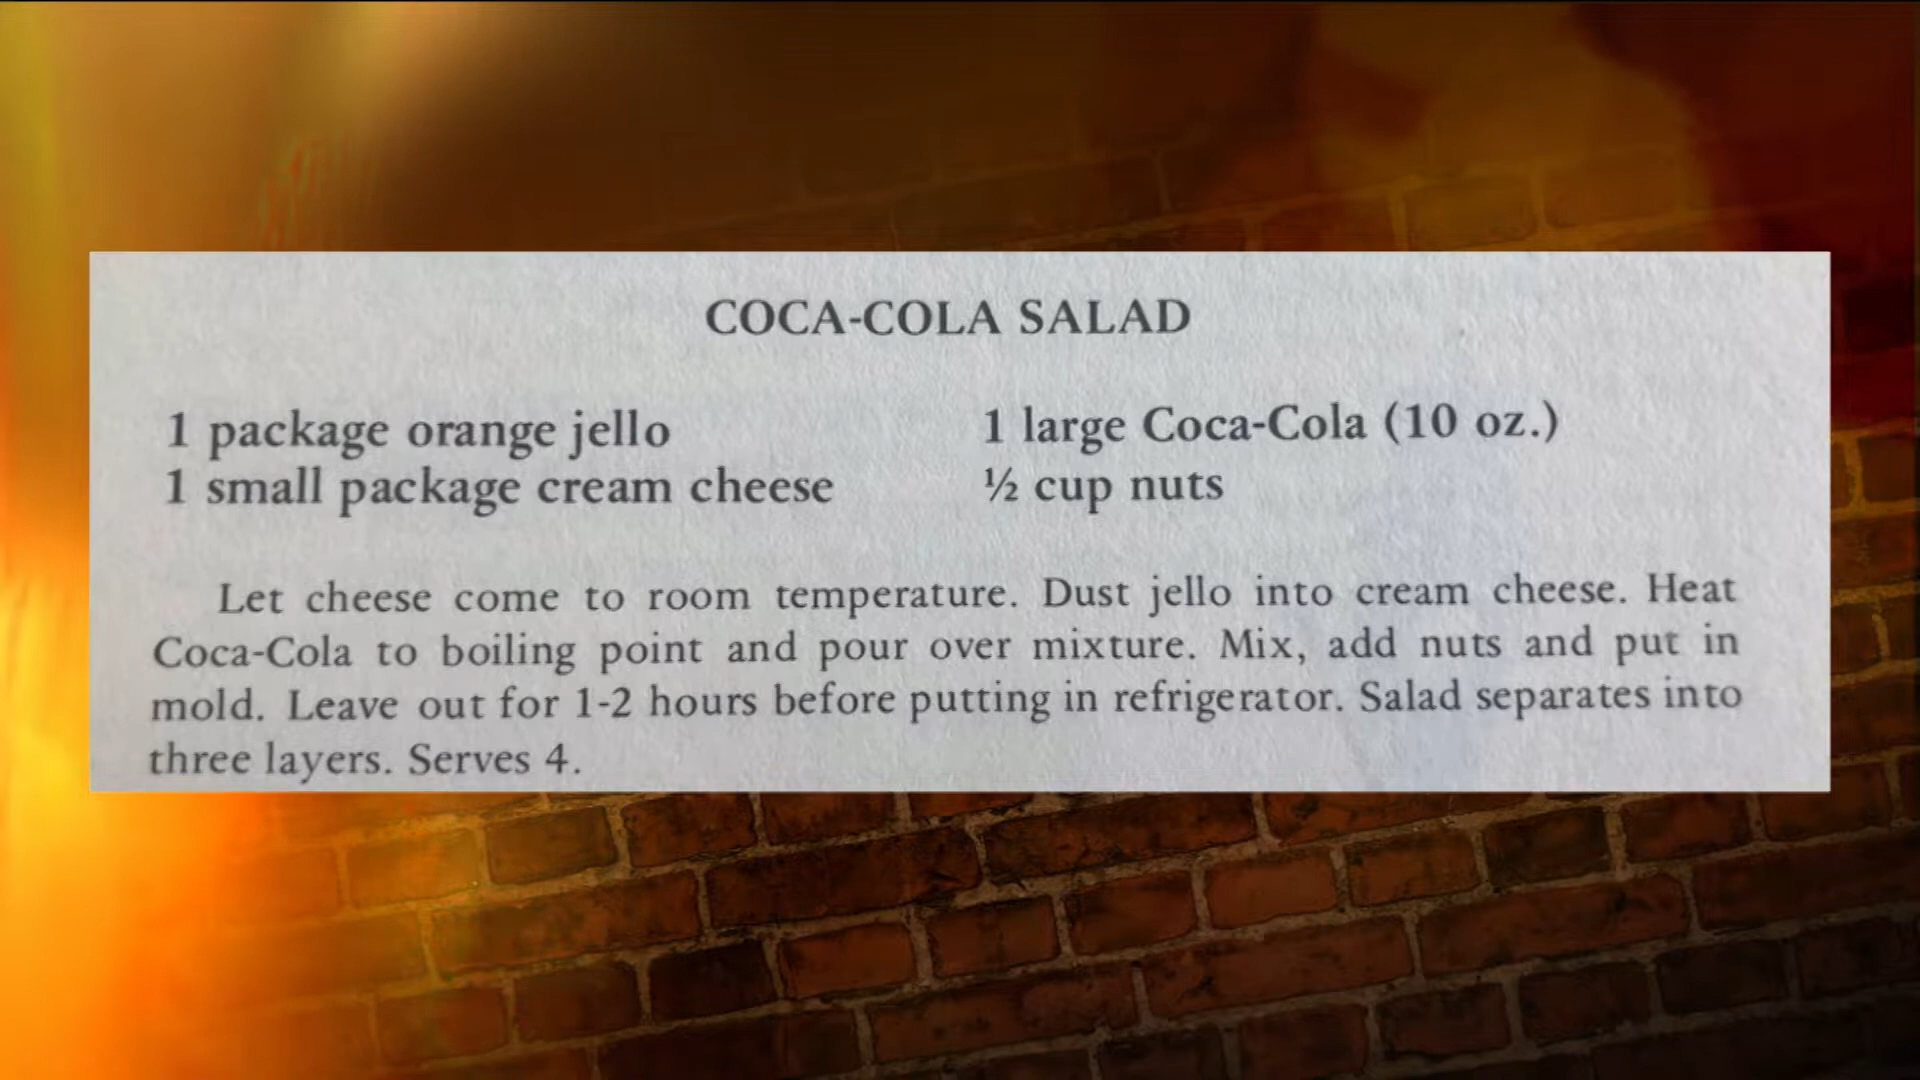 COCA-COLA SALAD
1 package orange jello
1 small package cream cheese
1 large Coca-Cola (10 oz.)
½ cup nuts
Let cheese come to room temperature. Dust jello into cream cheese. Heat
Coca-Cola to boiling point and pour over mixture. Mix, add nuts and put in
mold. Leave out for 1-2 hours before putting in refrigerator. Salad separates into
three layers. Serves 4.